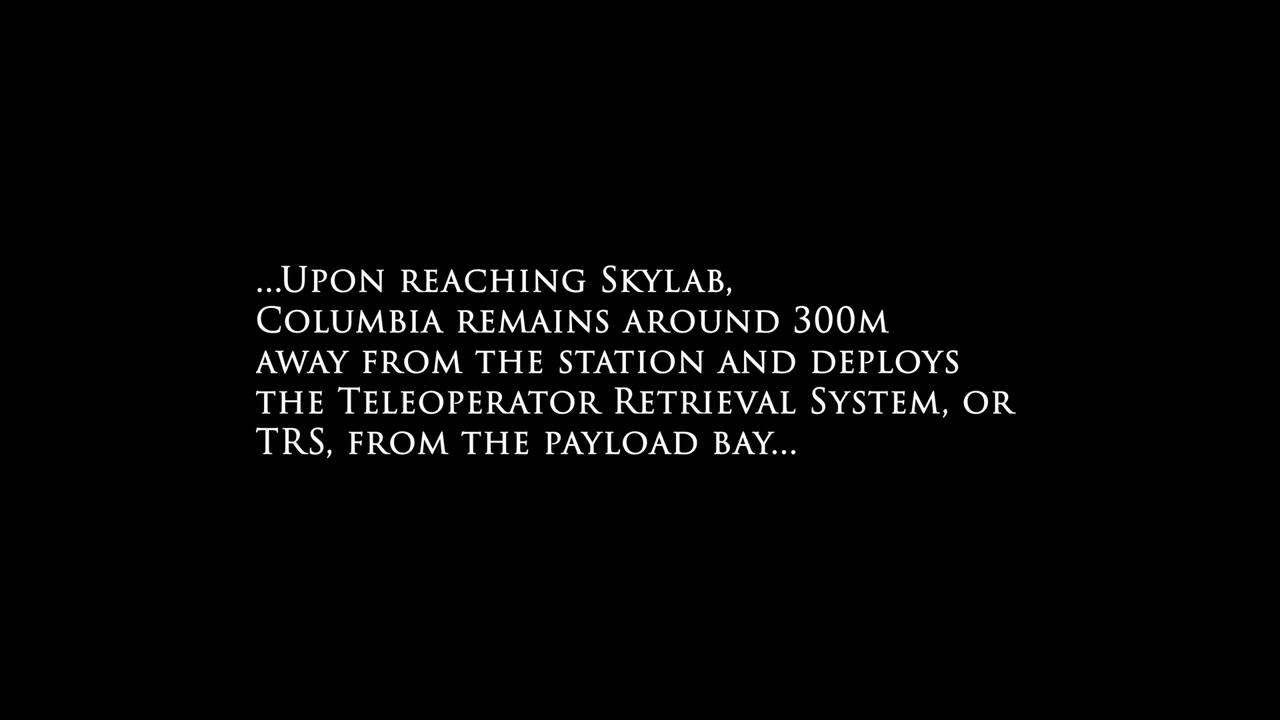 ...Upon reaching Skylab,
Columbia remains around 300m
away from the station and deploys
the Teleoperator Retrieval System, or
TRS, from the payload bay...